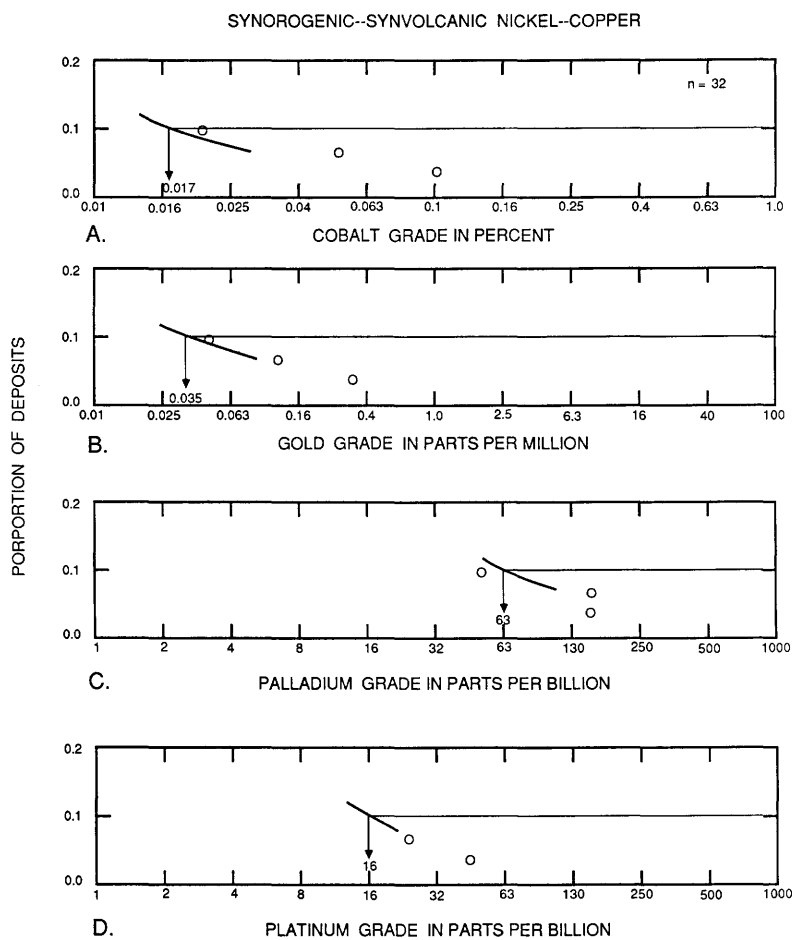 SYNOROGENIC--SYNVOLCANIC NICKEL--COPPER
PORPORTION OF DEPOSITS
0.2
n = 32
0.1
0.0
0.017
0.01 0.016 0.025 0.04 0.063 0.1 0.16 0.25 0.4 0.63 1.0
A. COBALT GRADE IN PERCENT
0.2
0.1
0.0
0.035
0.01 0.025 0.063 0.16 0.4 1.0 2.5 6.3 16 40 100
B. GOLD GRADE IN PARTS PER MILLION
0.2
0.1
0.0
63
1 2 4 8 16 32 63 130 250 500 1000
C. PALLADIUM GRADE IN PARTS PER BILLION
0.2
0.1
0.0
16
1 2 4 8 16 32 63 130 250 500 1000
D. PLATINUM GRADE IN PARTS PER BILLION